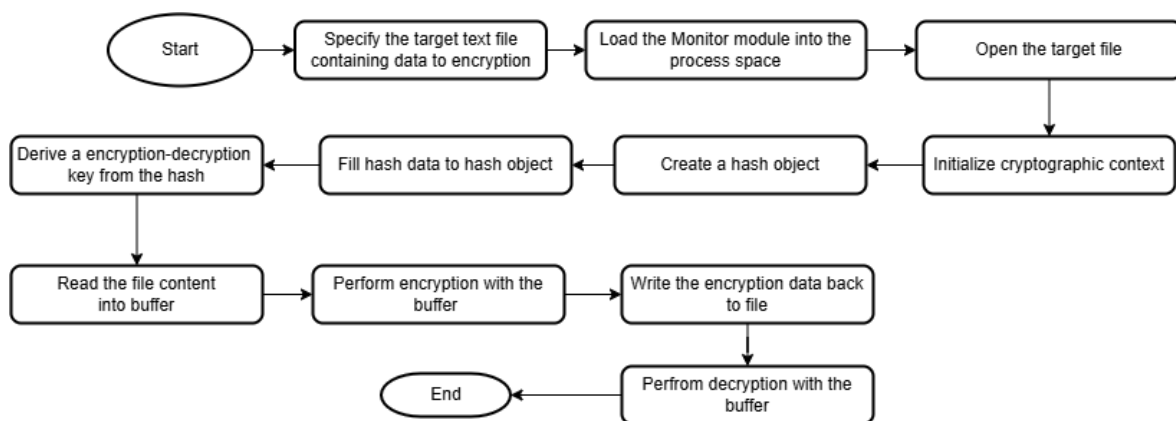 Start
Specify the target text file
containing data to encryption
Load the Monitor module into the
process space
Open the target file
Initialize cryptographic context
Create a hash object
Fill hash data to hash object
Derive a encryption-decryption
key from the hash
Read the file content
into buffer
Perform encryption with the
buffer
Write the encryption data back
to file
Perfrom decryption with the
buffer
End